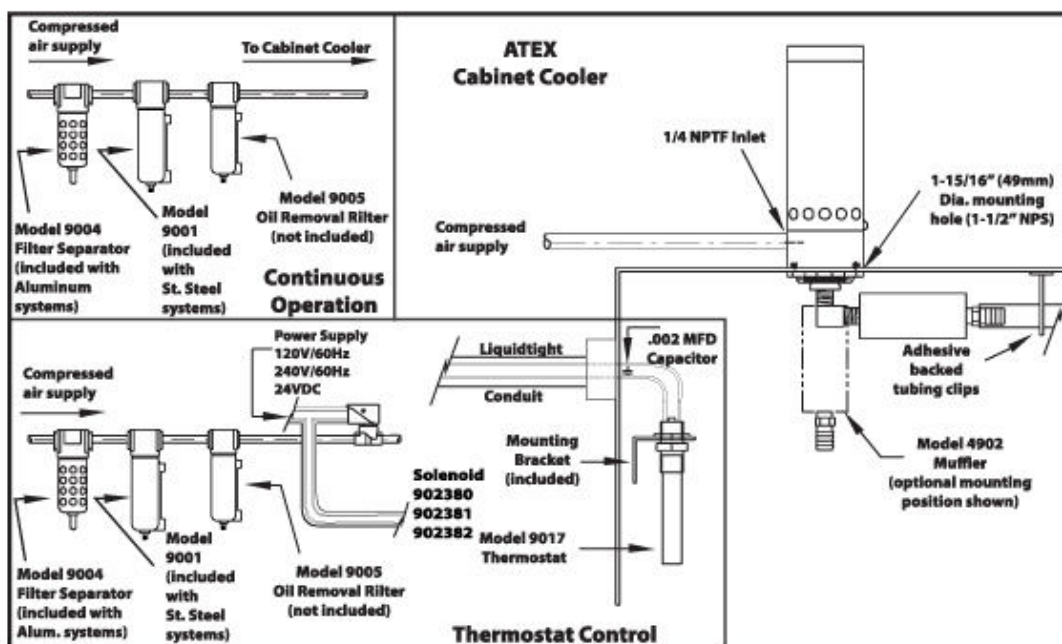 Compressed
air supply
To Cabinet Cooler
Model 9004
Filter Separator
(included with
Aluminum
systems)
Model
9001
(included
with
St. Steel
systems)
Model 9005
Oil Removal Rilter
(not included)
Continuous
Operation
ATEX
Cabinet Cooler
1/4 NPTF Inlet
1-15/16" (49mm)
Dia. mounting
hole (1-1/2" NPS)
Compressed
air supply
Adhesive
backed
tubing clips
Model 4902
Muffler
(optional mounting
position shown)
Power Supply
120V/60Hz
240V/60Hz
24VDC
Compressed
air supply
Liquidtight
Conduit
.002 MFD
Capacitor
Mounting
Bracket
(included)
Solenoid
902380
902381
902382
Model 9017
Thermostat
Model 9004
Filter Separator
(included with
Alum. systems)
Model
9001
(included
with
St. Steel
systems)
Model 9005
Oil Removal Rilter
(not included)
Thermostat Control